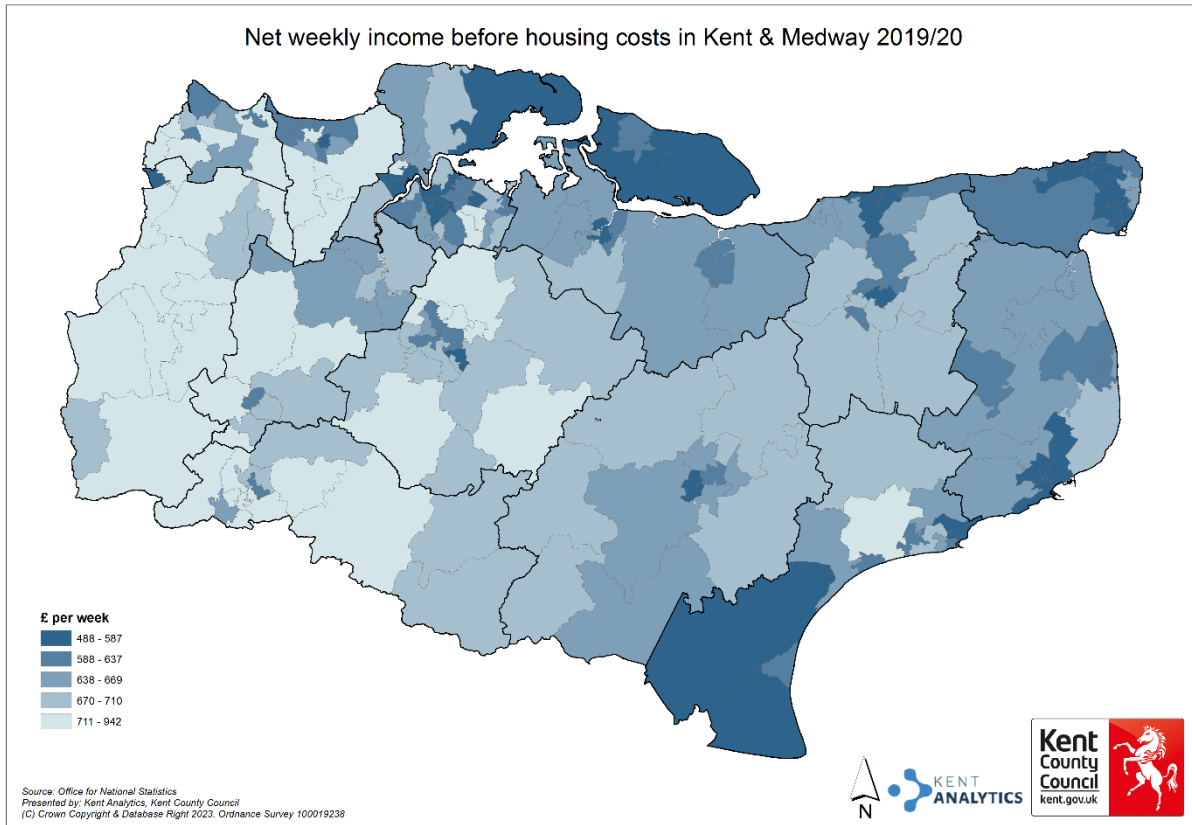 Net weekly income before housing costs in Kent & Medway 2019/20
£ per week
488 - 587
588 - 637
638 - 669
670 - 710
711 - 942
Source: Office for National Statistics
Presented by: Kent Analytics, Kent County Council
(C) Crown Copyright & Database Right 2023. Ordnance Survey 100019238
N
KENT
ANALYTICS
Kent
County
Council
kent.gov.uk